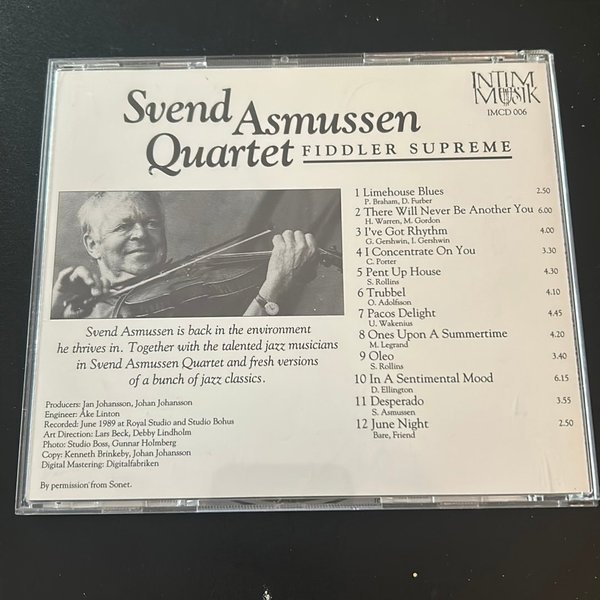 INTIM
MUSIK
IMCD 006
Svend Asmussen
Quartet FIDDLER SUPREME
1 Limehouse Blues 2.50
P. Braham, D. Furber
2 There Will Never Be Another You 6.00
H. Warren, M. Gordon
3 I've Got Rhythm 4.00
G. Gershwin, I. Gershwin
4 I Concentrate On You 3.30
C. Porter
5 Pent Up House 4.30
S. Rollins
6 Trubbel 4.10
O. Adolfsson
7 Pacos Delight 4.45
U. Wakenius
8 Ones Upon A Summertime 4.20
M. Legrand
9 Oleo 3.40
S. Rollins
10 In A Sentimental Mood 6.15
D. Ellington
11 Desperado 3.55
S. Asmussen
12 June Night 2.50
Bare, Friend
Svend Asmussen is back in the environment
he thrives in. Together with the talented jazz musicians
in Svend Asmussen Quartet and fresh versions
of a bunch of jazz classics.
Producers: Jan Johansson, Johan Johansson
Engineer: Åke Linton
Recorded: June 1989 at Royal Studio and Studio Bohus
Art Direction: Lars Beck, Debby Lindholm
Photo: Studio Boss, Gunnar Holmberg
Copy: Kenneth Brinkeby, Johan Johansson
Digital Mastering: Digitalfabriken
By permission from Sonet.